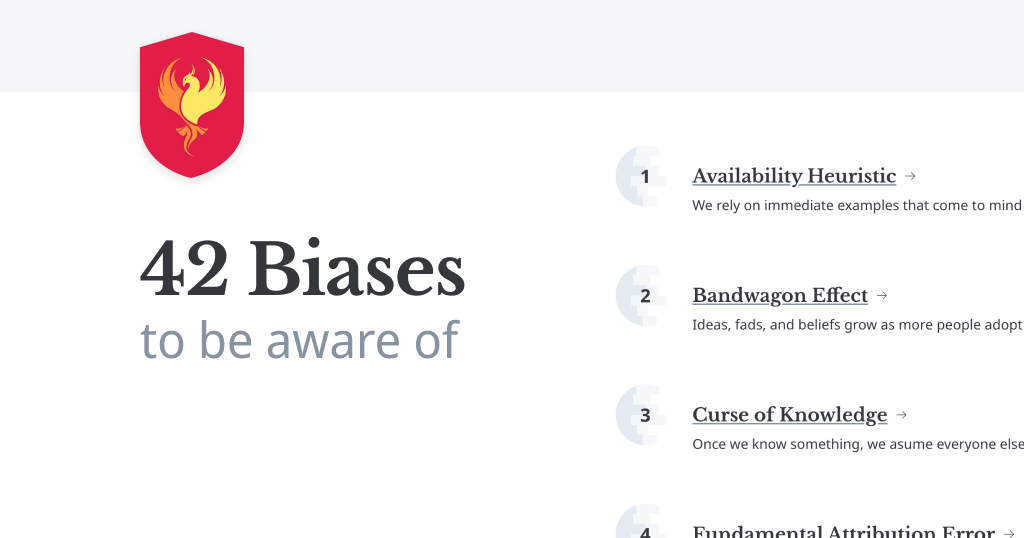 42 Biases
to be aware of
1
Availability Heuristic →
We rely on immediate examples that come to mind
2
Bandwagon Effect →
Ideas, fads, and beliefs grow as more people adopt
3
Curse of Knowledge →
Once we know something, we asume everyone else
4
Fundamental Attribution Error →